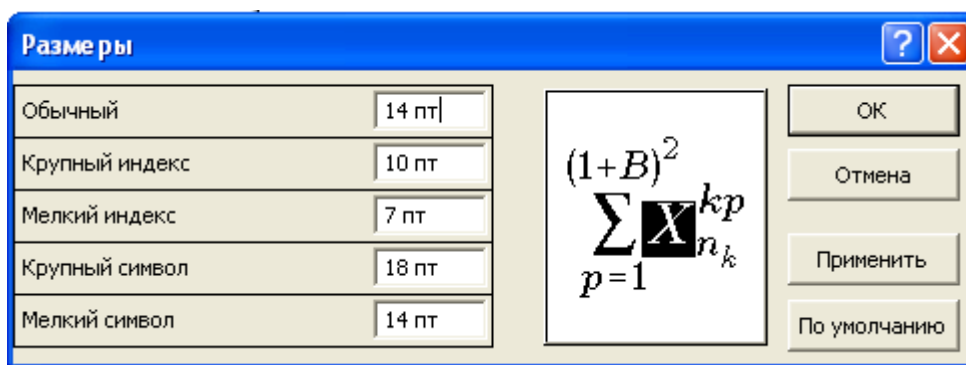 Размеры
Обычный 14 пт
Крупный индекс 10 пт
Мелкий индекс 7 пт
Крупный символ 18 пт
Мелкий символ 14 пт
(1+B)²
∑ X kp
n k
p=1
?
OK
Отмена
Применить
По умолчанию